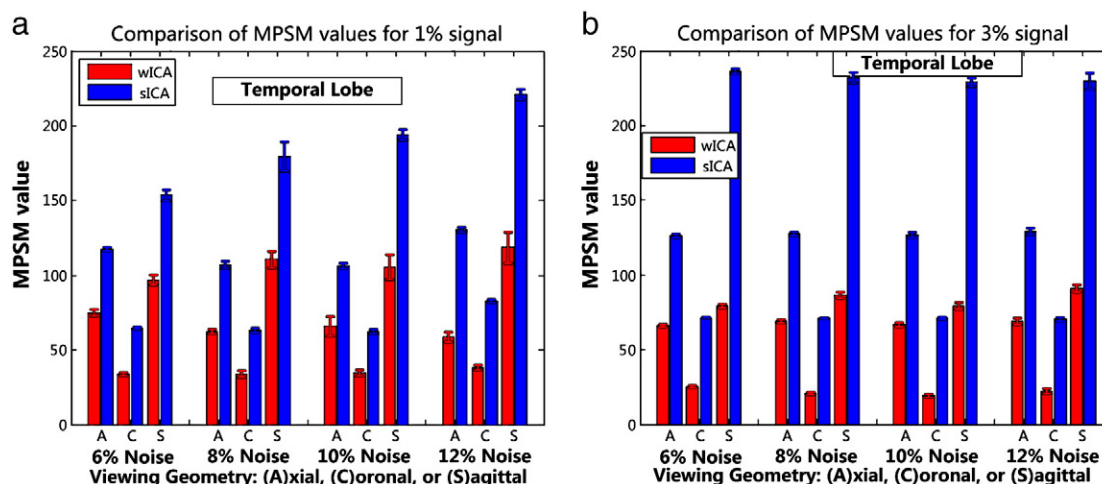 a
Comparison of MPSM values for 1% signal
250
200
150
100
50
0
MPSM value
wICA
sICA
Temporal Lobe
A C S A C S A C S A C S
6% Noise 8% Noise 10% Noise 12% Noise
Viewing Geometry: (A)xial, (C)oronal, or (S)agittal
b
Comparison of MPSM values for 3% signal
250
200
150
100
50
0
MPSM value
Temporal Lobe
wICA
sICA
A C S A C S A C S A C S
6% Noise 8% Noise 10% Noise 12% Noise
Viewing Geometry: (A)xial, (C)oronal, or (S)agittal